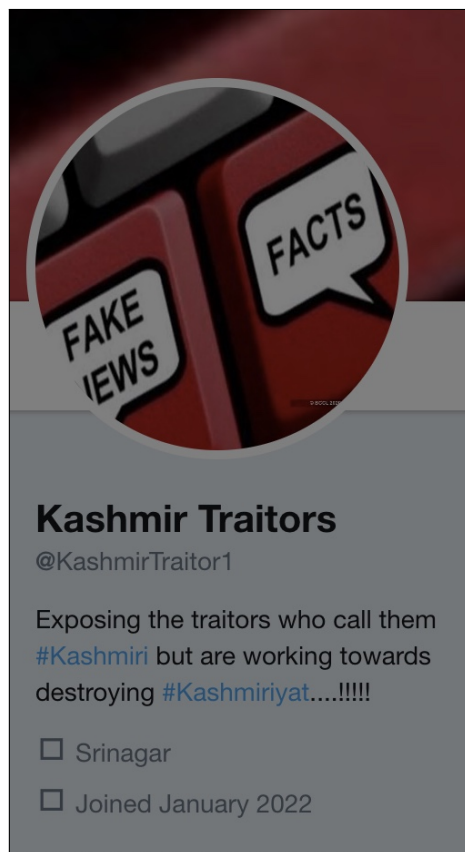 FACTS
FAKE
NEWS
Kashmir Traitors
@KashmirTraitor1
Exposing the traitors who call them
#Kashmiri but are working towards
destroying #Kashmiriyat....!!!!!
Srinagar
Joined January 2022